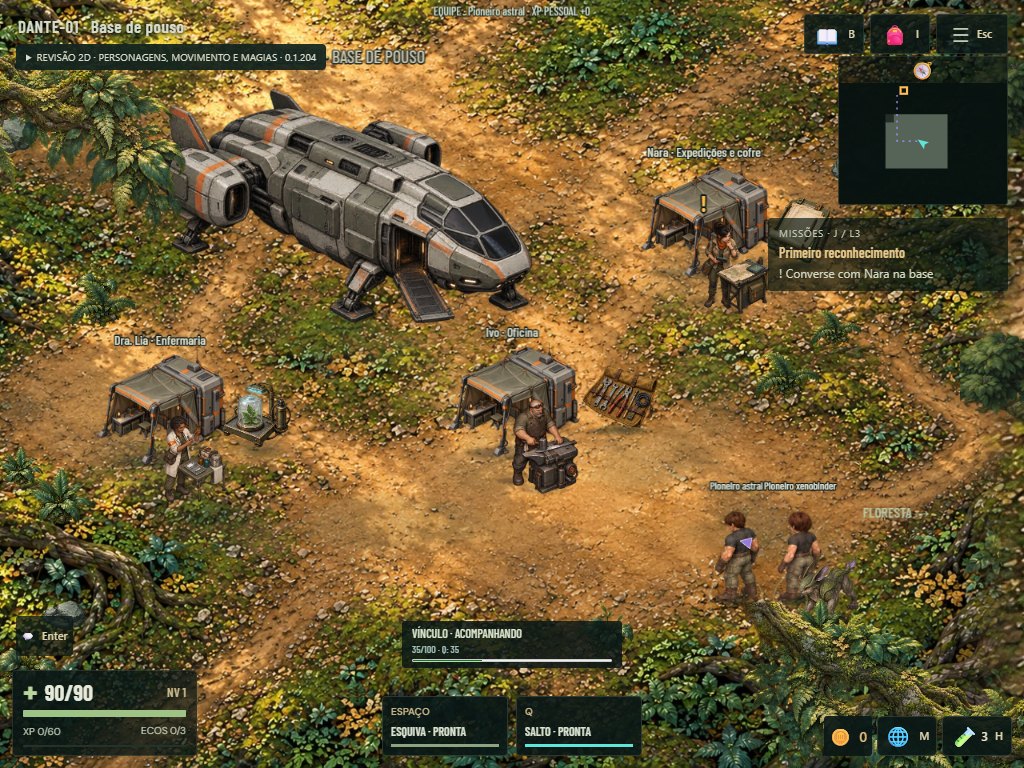 EQUIPE · Pioneiro astral · XP PESSOAL +0
DANTE-01 · Base de pouso
▶ REVISÃO 2D · PERSONAGENS, MOVIMENTO E MAGIAS · 0.1.204
BASE DE POUSO
B
I
Esc
Nara · Expedições e cofre
!
MISSÕES · J / L3
Primeiro reconhecimento
! Converse com Nara na base
Dra. Lia · Enfermaria
Ivo · Oficina
Pioneiro astral
Pioneiro xenobinder
FLORESTA
Enter
VÍNCULO · ACOMPANHANDO
35/100 · Q: 35
+ 90/90
NV 1
XP 0/60
ECOS 0/3
ESPAÇO
ESQUIVA · PRONTA
Q
SALTO · PRONTA
0
M
3 H